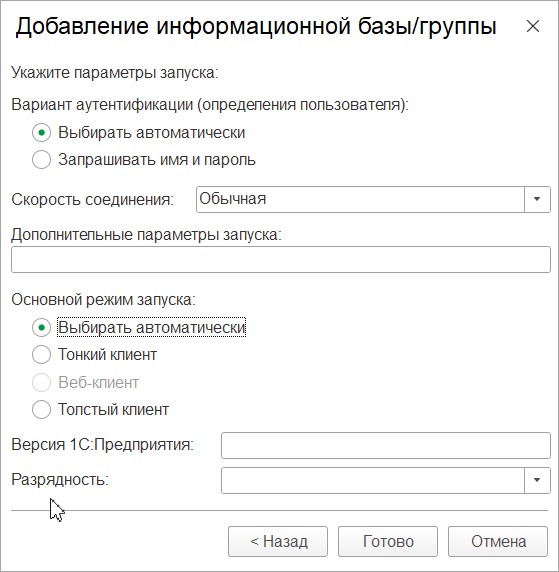 Добавление информационной базы/группы
Укажите параметры запуска:
Вариант аутентификации (определения пользователя):
Выбирать автоматически
Запрашивать имя и пароль
Скорость соединения: Обычная
Дополнительные параметры запуска:
Основной режим запуска:
Выбирать автоматически
Тонкий клиент
Веб-клиент
Толстый клиент
Версия 1С:Предприятия:
Разрядность:
< Назад Готово Отмена